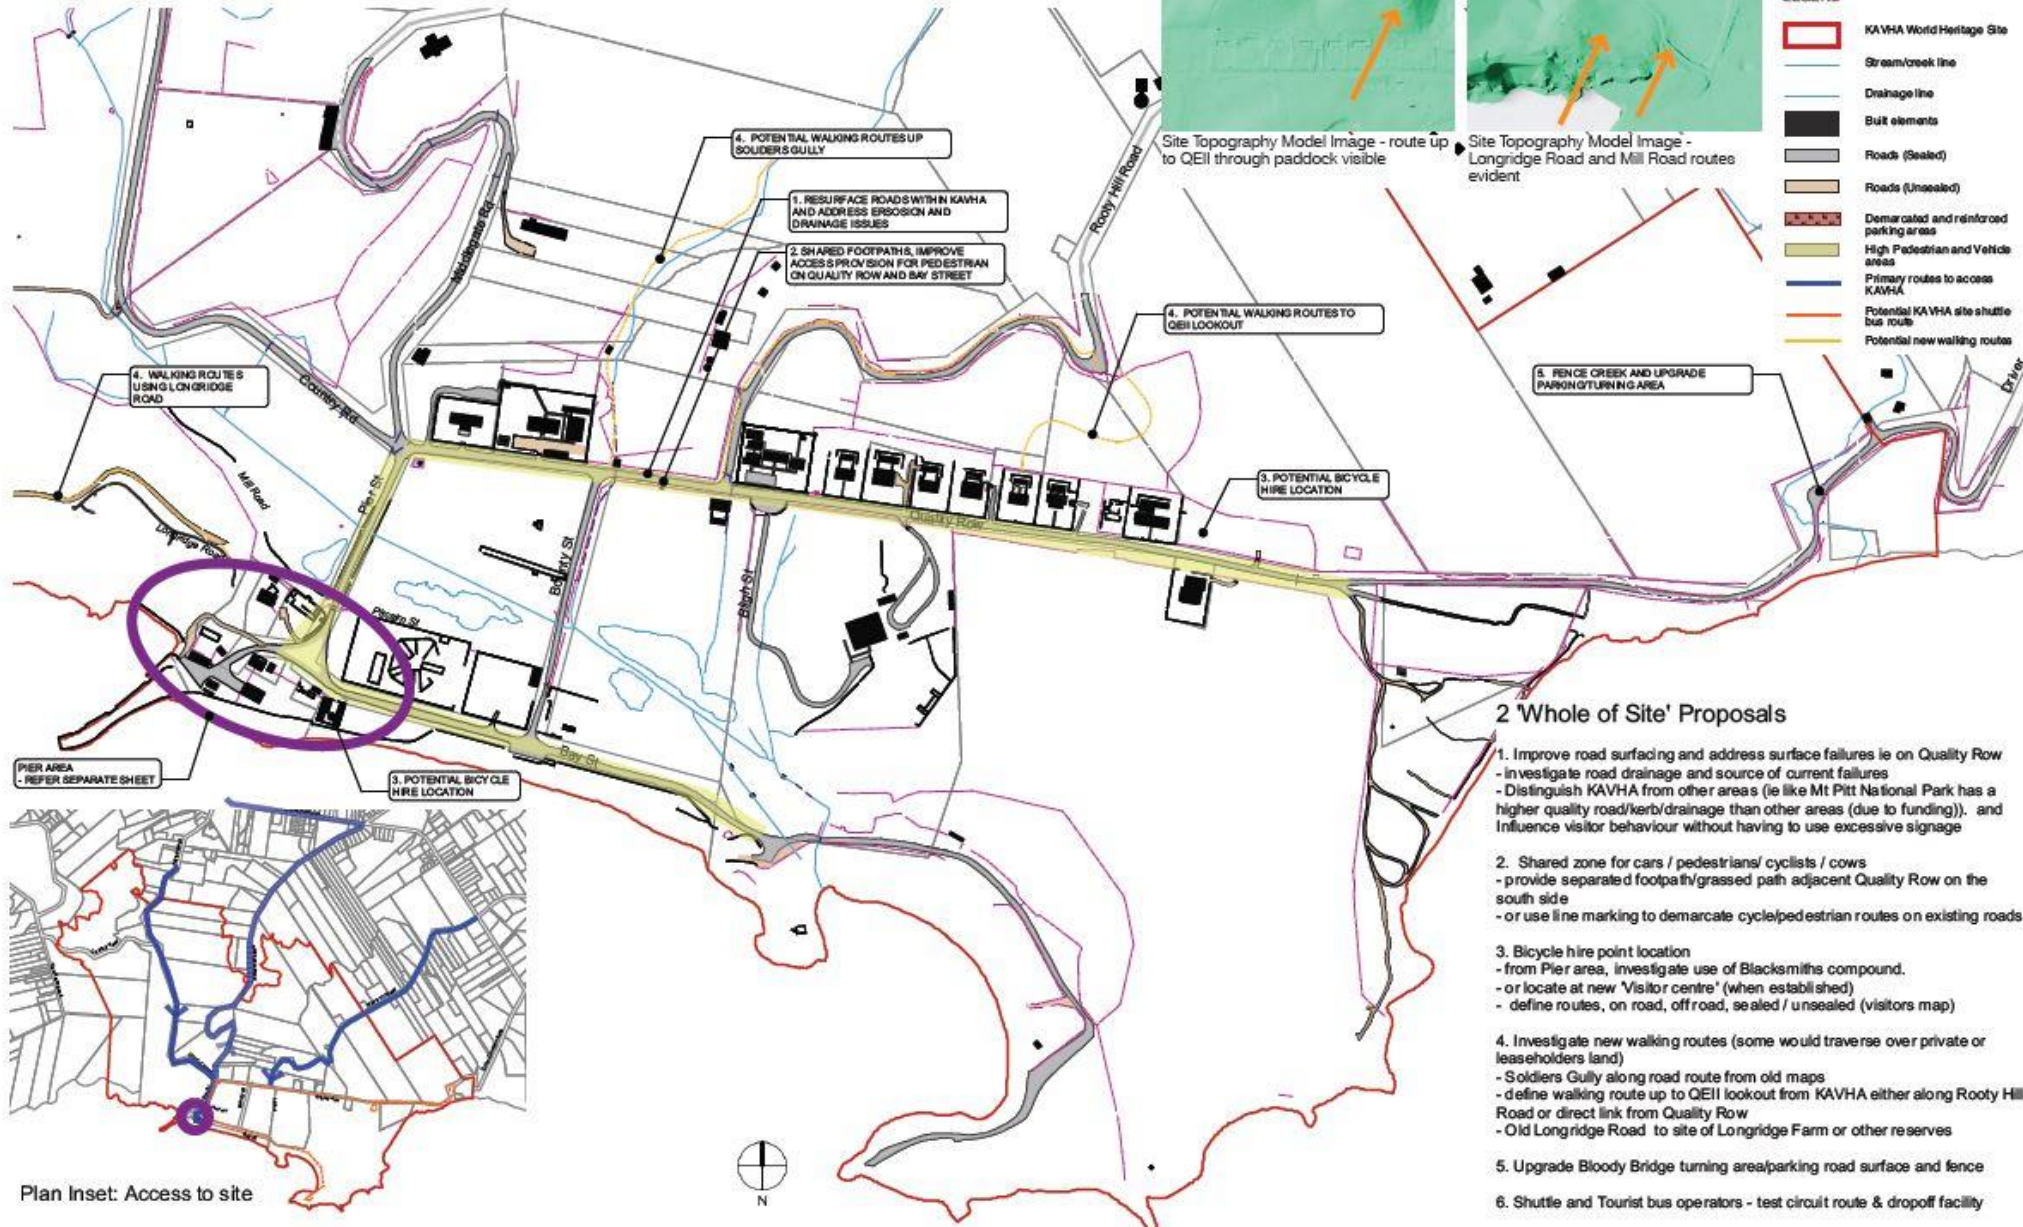 KAVHA World Heritage Site
Stream/creek line
Drainage line
Built elements
Roads (Sealed)
Roads (Unsealed)
Demarcated and reinforced
parking areas
High Pedestrian and Vehicle
areas
Primary routes to access
KAVHA
Potential KAVHA site shuttle
bus route
Potential new walking routes
Site Topography Model Image - route up
to QEII through paddock visible
Site Topography Model Image -
Longridge Road and Mill Road routes
evident
4. POTENTIAL WALKING ROUTES UP
SOLIDERS GULLY
1. RESURFACE ROADS WITHIN KAVHA
AND ADDRESS ERSOSION AND
DRAINAGE ISSUES
2. SHARED FOOTPATHS, IMPROVE
ACCESS PROVISION FOR PEDESTRIAN
ON QUALITY ROW AND BAY STREET
4. POTENTIAL WALKING ROUTES TO
QEII LOOKOUT
5. FENCE CREEK AND UPGRADE
PARKING/TURNING AREA
4. WALKING ROUTES
USING LONGRIDGE
ROAD
3. POTENTIAL BICYCLE
HIRE LOCATION
Rooty Hill Road
Middlegate Rd
Country Rd
Mill Road
Longridge Road
Pier St
Pitcairn St
Bounty St
Bligh St
Quality Row
Bay St
Driver
PIER AREA
- REFER SEPARATE SHEET
3. POTENTIAL BICYCLE
HIRE LOCATION
Plan Inset: Access to site
N
2 'Whole of Site' Proposals
1. Improve road surfacing and address surface failures ie on Quality Row
- investigate road drainage and source of current failures
- Distinguish KAVHA from other areas (ie like Mt Pitt National Park has a
higher quality road/kerb/drainage than other areas (due to funding)). and
Influence visitor behaviour without having to use excessive signage
2. Shared zone for cars / pedestrians/ cyclists / cows
- provide separated footpath/grassed path adjacent Quality Row on the
south side
- or use line marking to demarcate cycle/pedestrian routes on existing roads
3. Bicycle hire point location
- from Pier area, investigate use of Blacksmiths compound.
- or locate at new 'Visitor centre' (when established)
- define routes, on road, off road, sealed / unsealed (visitors map)
4. Investigate new walking routes (some would traverse over private or
leaseholders land)
- Soldiers Gully along road route from old maps
- define walking route up to QEII lookout from KAVHA either along Rooty Hill
Road or direct link from Quality Row
- Old Longridge Road to site of Longridge Farm or other reserves
5. Upgrade Bloody Bridge turning area/parking road surface and fence
6. Shuttle and Tourist bus operators - test circuit route & dropoff facility